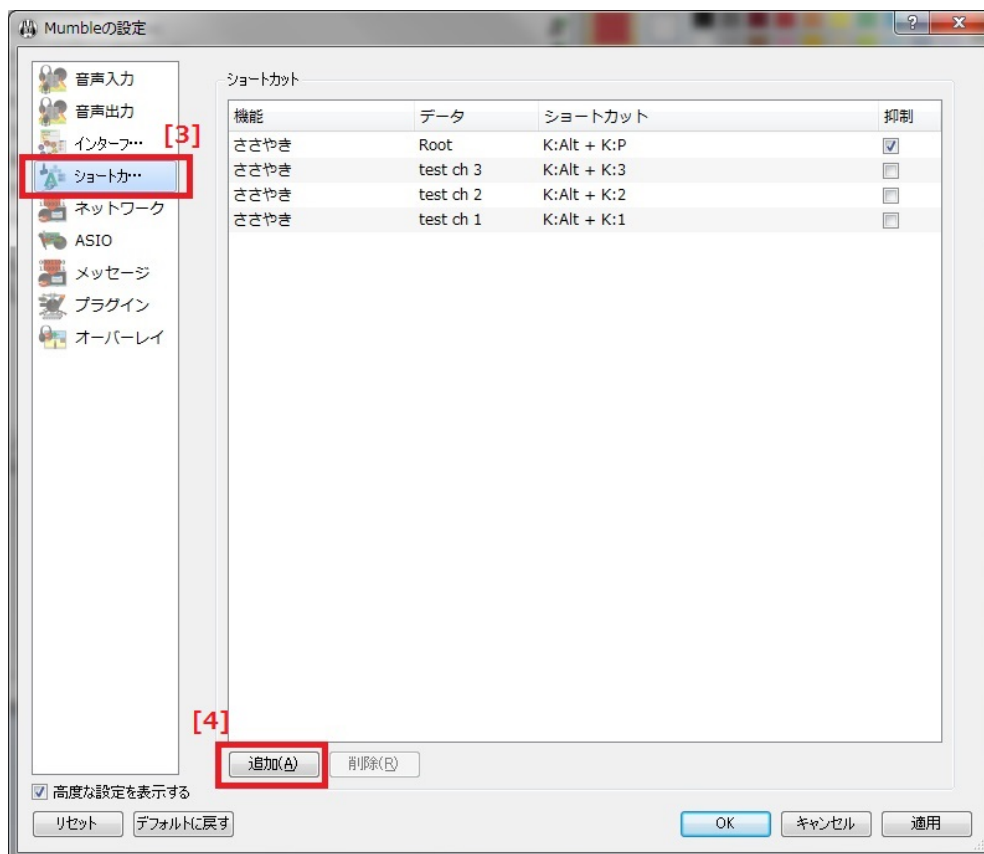 Mumbleの設定
音声入力
音声出力
インターフ…
[3]
ショートカ…
ネットワーク
ASIO
メッセージ
プラグイン
オーバーレイ
ショートカット
機能 データ ショートカット 抑制
ささやき Root K:Alt + K:P
ささやき test ch 3 K:Alt + K:3
ささやき test ch 2 K:Alt + K:2
ささやき test ch 1 K:Alt + K:1
[4]
追加(A) 削除(R)
高度な設定を表示する
リセット デフォルトに戻す OK キャンセル 適用